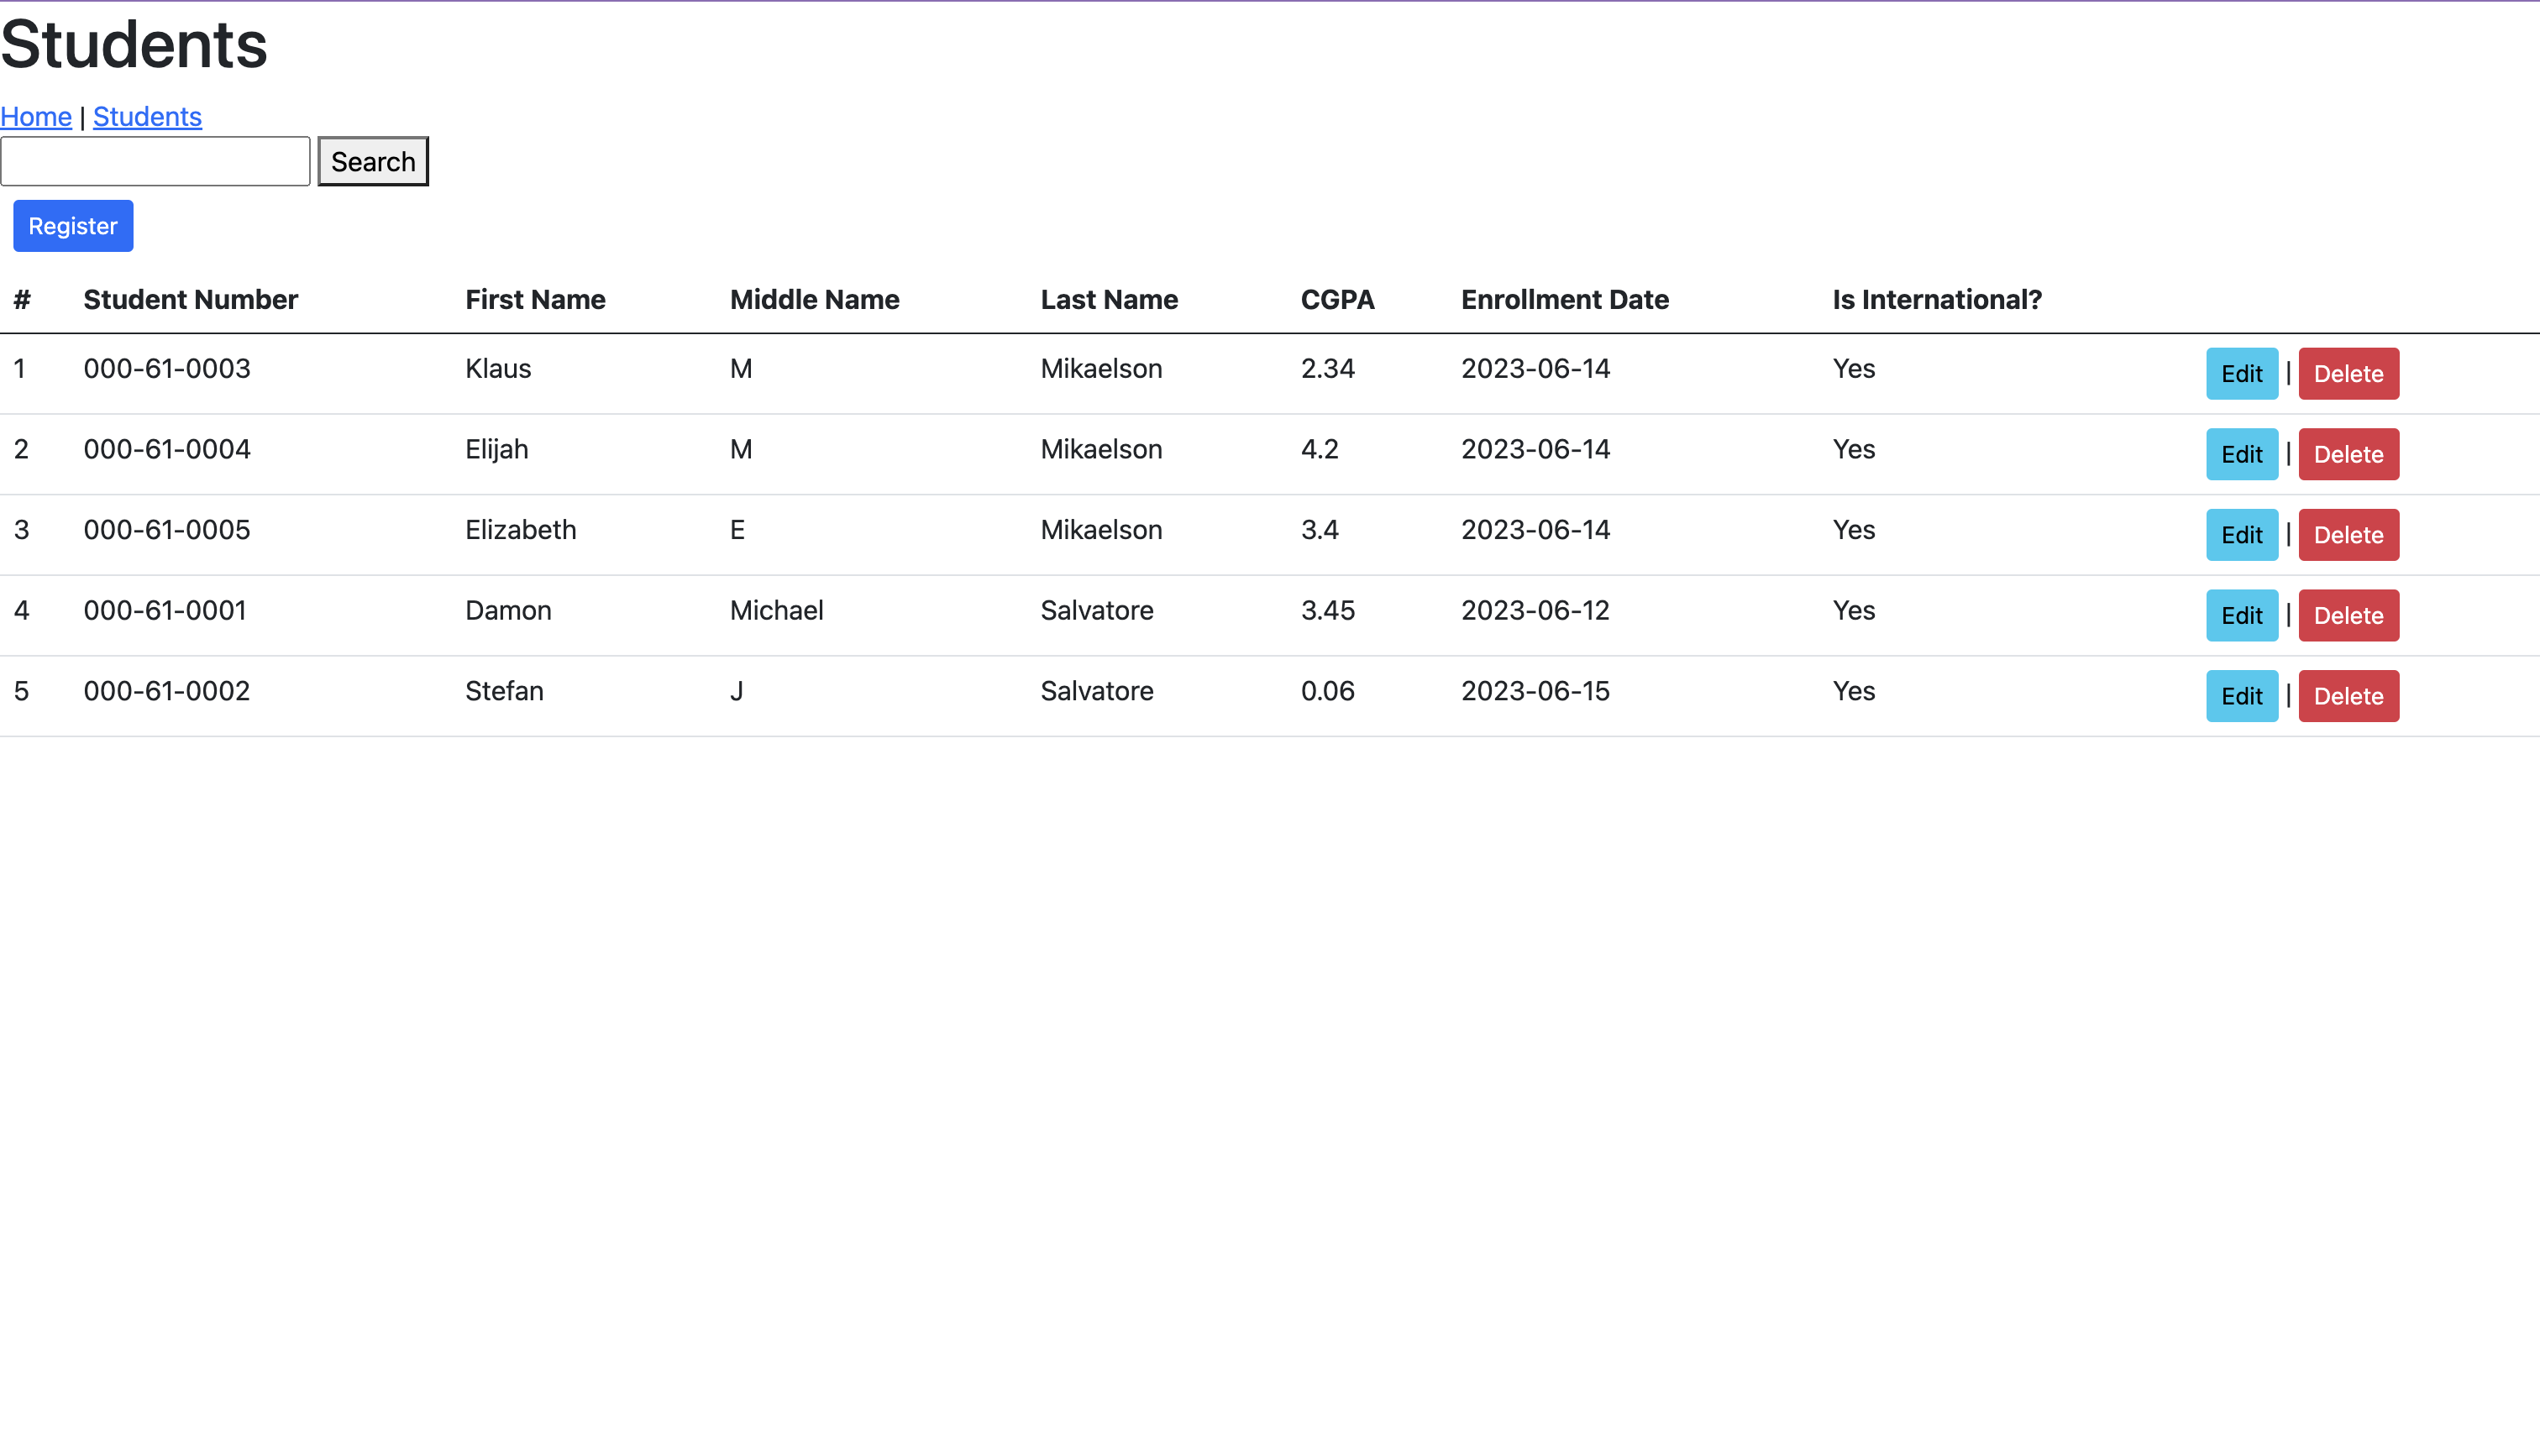 Students
Home | Students
Search
Register
# Student Number First Name Middle Name Last Name CGPA Enrollment Date Is International?
1 000-61-0003 Klaus M Mikaelson 2.34 2023-06-14 Yes Edit | Delete
2 000-61-0004 Elijah M Mikaelson 4.2 2023-06-14 Yes Edit | Delete
3 000-61-0005 Elizabeth E Mikaelson 3.4 2023-06-14 Yes Edit | Delete
4 000-61-0001 Damon Michael Salvatore 3.45 2023-06-12 Yes Edit | Delete
5 000-61-0002 Stefan J Salvatore 0.06 2023-06-15 Yes Edit | Delete